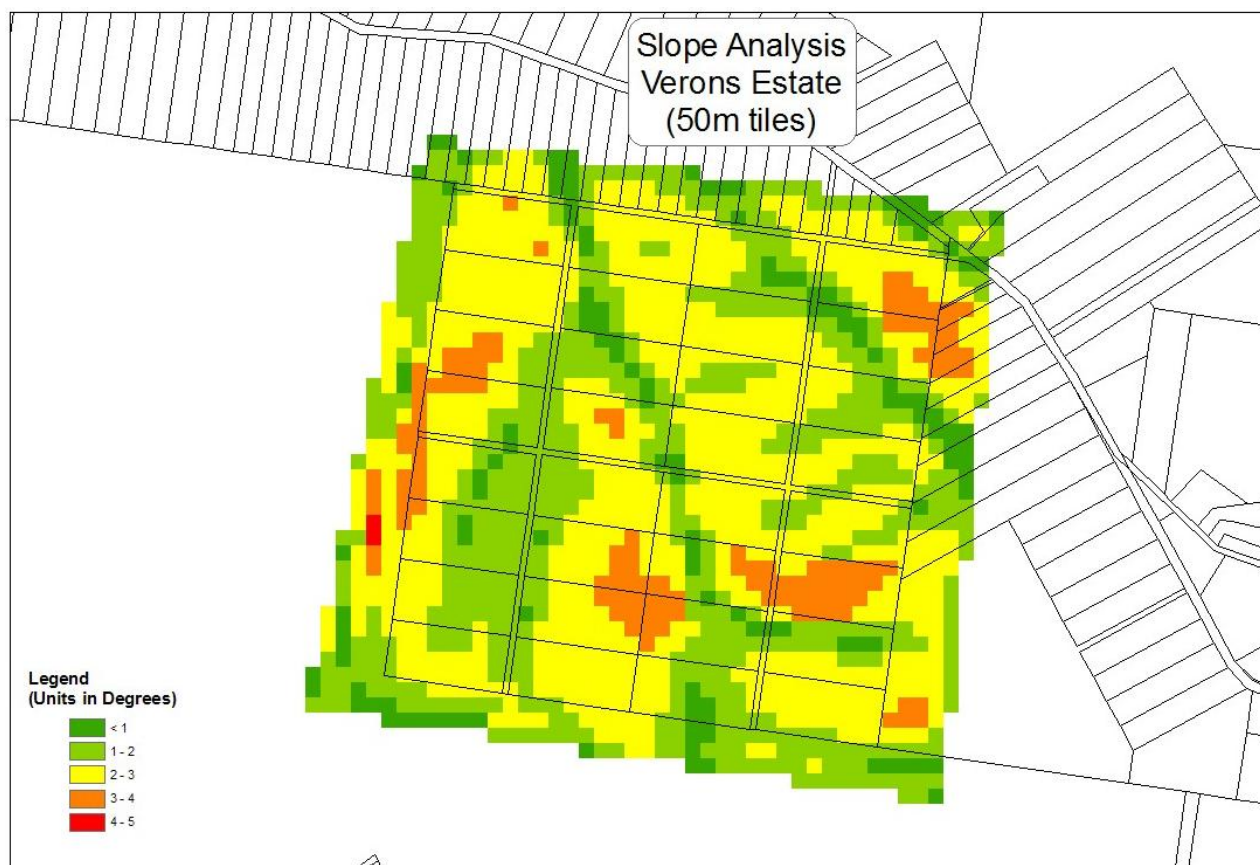 Slope Analysis
Verons Estate
(50m tiles)
Legend
(Units in Degrees)
< 1
1 - 2
2 - 3
3 - 4
4 - 5